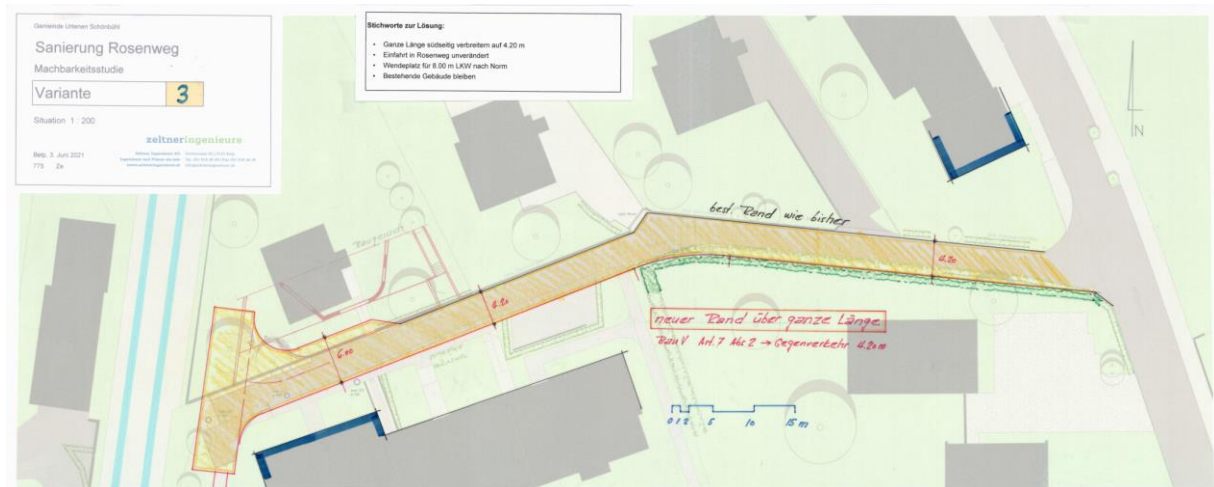 Gemeinde Urtenen Schönbühl
Sanierung Rosenweg
Machbarkeitsstudie
Variante 3
Situation 1 : 200
zeltneringenieure
Belp, 3. Juni 2021
775 Ze
Stichworte zur Lösung:
• Ganze Länge südseitig verbreitern auf 4.20 m
• Einfahrt in Rosenweg unverändert
• Wendeplatz für 8.00 m LKW nach Norm
• Bestehende Gebäude bleiben
N
best. Rand wie bisher
4.20
4.20
6.00
neuer Rand über ganze Länge
BauV Art. 7 Abs 2 → Gegenverkehr 4.20 m
0 1 2 5 10 15 m